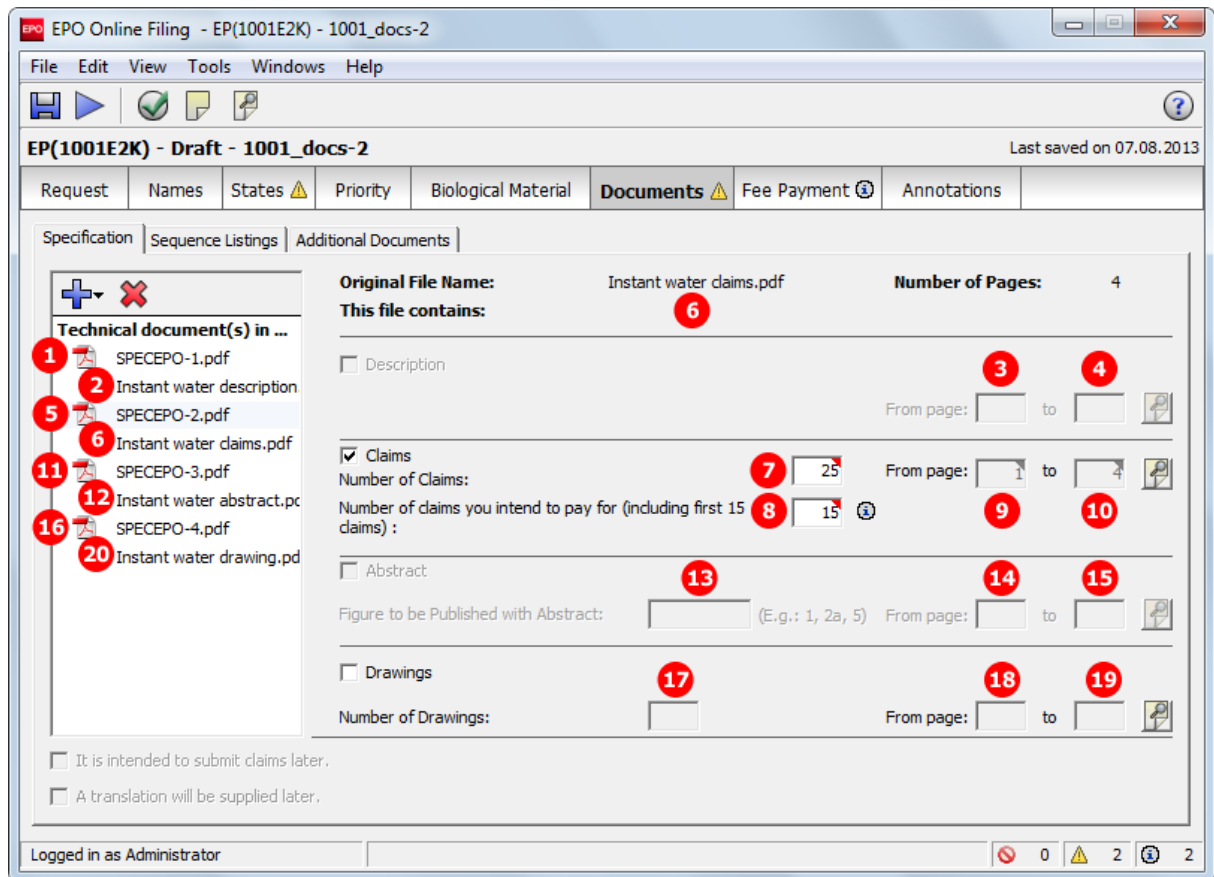 EPO EPO Online Filing - EP(1001E2K) - 1001_docs-2
File Edit View Tools Windows Help
EP(1001E2K) - Draft - 1001_docs-2 Last saved on 07.08.2013
Request Names States Priority Biological Material Documents Fee Payment Annotations
Specification Sequence Listings Additional Documents
Original File Name: Instant water claims.pdf Number of Pages: 4
This file contains: 6
Technical document(s) in ...
1 SPECEPO-1.pdf
2 Instant water description
5 SPECEPO-2.pdf
6 Instant water claims.pdf
11 SPECEPO-3.pdf
12 Instant water abstract.pd
16 SPECEPO-4.pdf
20 Instant water drawing.pd
Description
3 4
From page: to
Claims
Number of Claims: 7 25 From page: 1 to 4
Number of claims you intend to pay for (including first 15 8 15
claims) :
9 10
Abstract
13 14 15
Figure to be Published with Abstract: (E.g.: 1, 2a, 5) From page: to
Drawings
17 18 19
Number of Drawings: From page: to
It is intended to submit claims later.
A translation will be supplied later.
Logged in as Administrator 0 2 2